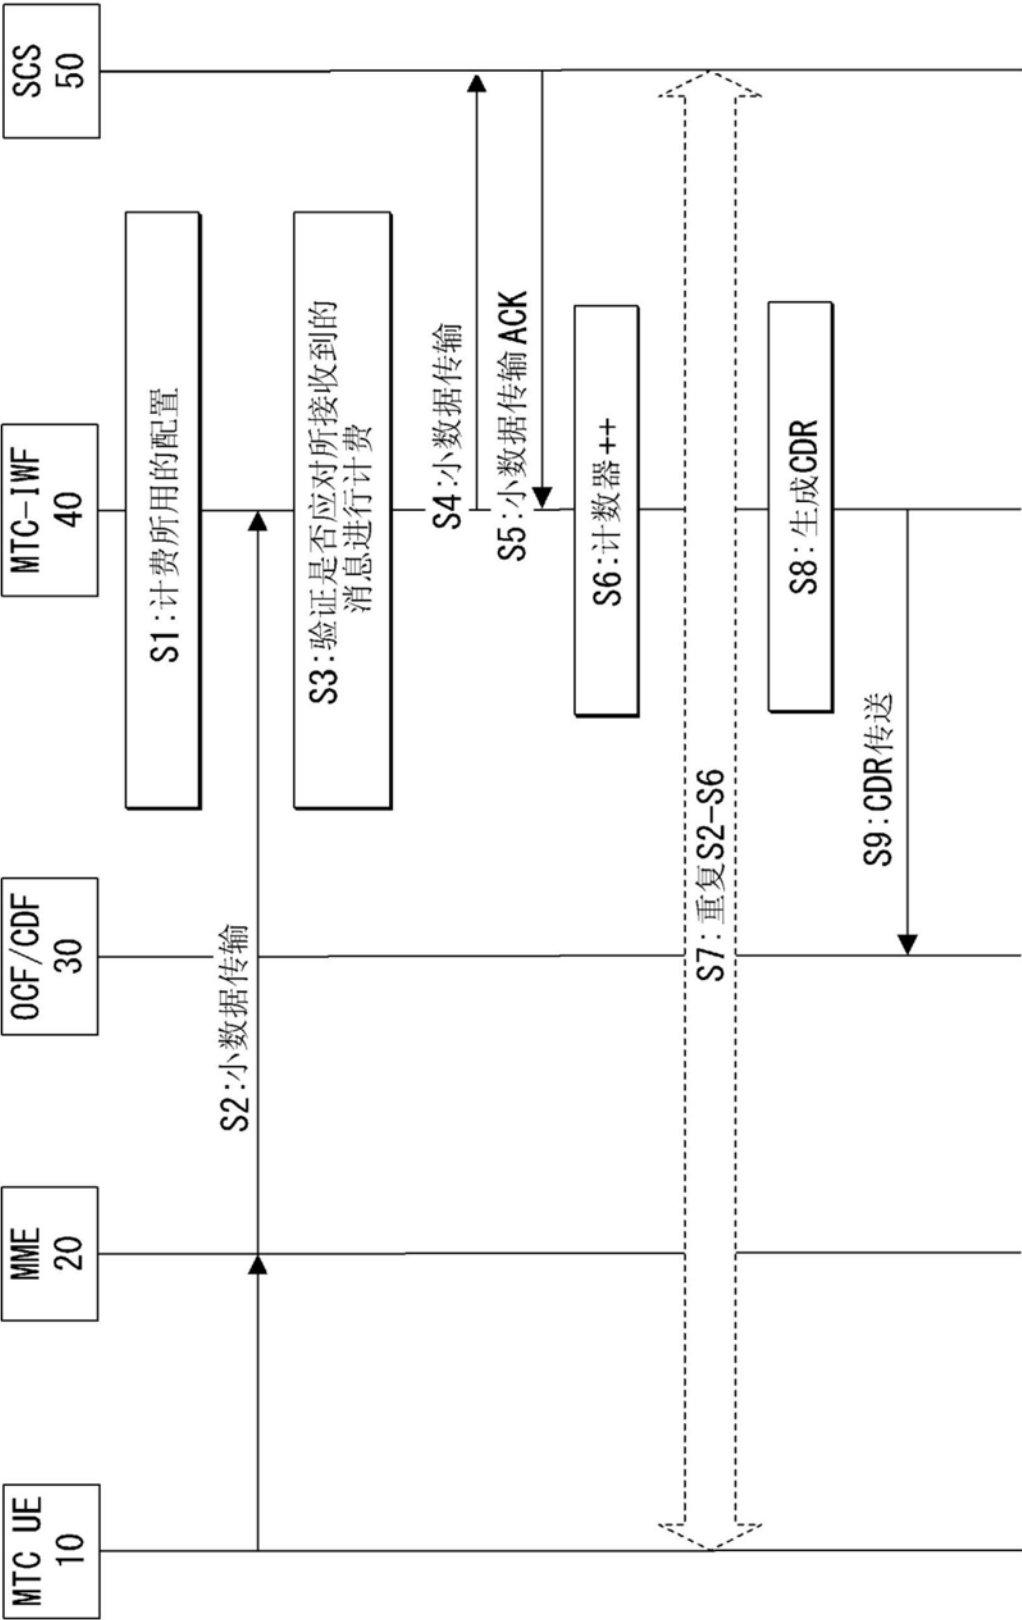 MTC UE
10
MME
20
OCF/CDF
30
MTC-IWF
40
SCS
50
S1:计费所用的配置
S2:小数据传输
S3:验证是否应对所接收到的
消息进行计费
S4:小数据传输
S5:小数据传输ACK
S6:计数器++
S7:重复S2-S6
S8:生成CDR
S9:CDR传送